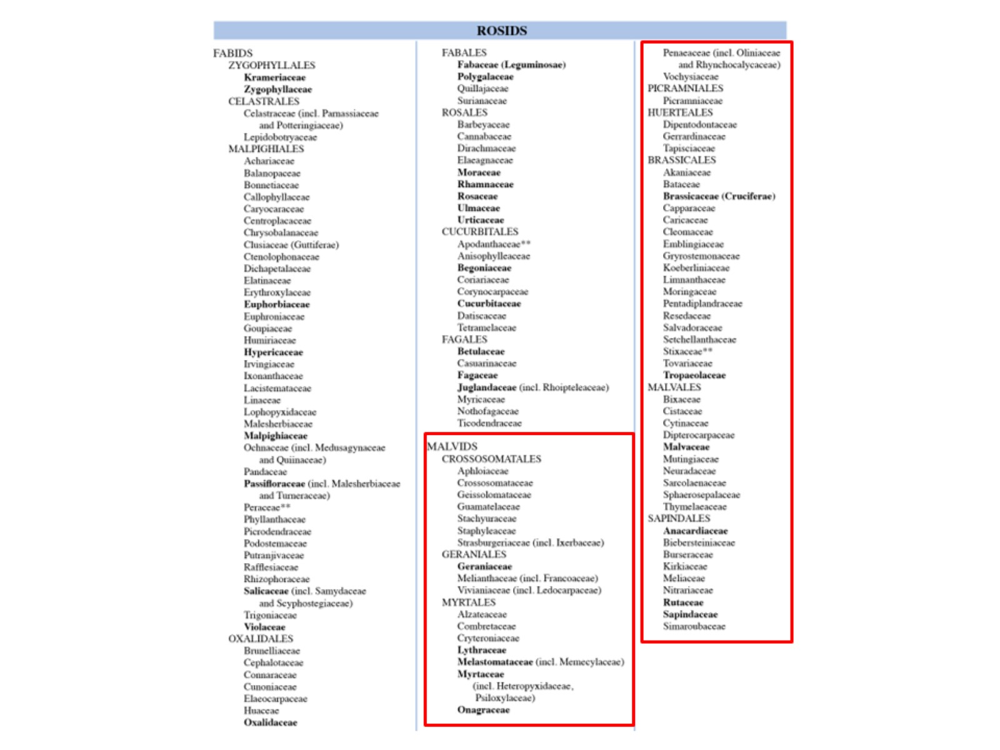 ROSIDS
FABIDS
ZYGOPHYLLALES
Krameriaceae
Zygophyllaceae
CELASTRALES
Celastraceae (incl. Parnassiaceae
and Potteringiaceae)
Lepidobotryaceae
MALPIGHIALES
Achariaceae
Balanopaceae
Bonnetiaceae
Callophyllaceae
Caryocaraceae
Centroplacaceae
Chrysobalanaceae
Clusiaceae (Guttiferae)
Ctenolophonaceae
Dichapetalaceae
Elatinaceae
Erythroxylaceae
Euphorbiaceae
Euphroniaceae
Goupiaceae
Humiriaceae
Hypericaceae
Irvingiaceae
Ixonanthaceae
Lacistemataceae
Linaceae
Lophopyxidaceae
Malesherbiaceae
Malpighiaceae
Ochnaceae (incl. Medusagynaceae
and Quiinaceae)
Pandaceae
Passifloraceae (incl. Malesherbiaceae
and Turneraceae)
Peraceae**
Phyllanthaceae
Picrodendraceae
Podostemaceae
Putranjivaceae
Rafflesiaceae
Rhizophoraceae
Salicaceae (incl. Samydaceae
and Scyphostegiaceae)
Trigoniaceae
Violaceae
OXALIDALES
Brunelliaceae
Cephalotaceae
Connaraceae
Cunoniaceae
Elaeocarpaceae
Huaceae
Oxalidaceae
FABALES
Fabaceae (Leguminosae)
Polygalaceae
Quillajaceae
Surianaceae
ROSALES
Barbeyaceae
Cannabaceae
Dirachmaceae
Elaeagnaceae
Moraceae
Rhamnaceae
Rosaceae
Ulmaceae
Urticaceae
CUCURBITALES
Apodanthaceae**
Anisophylleaceae
Begoniaceae
Coriariaceae
Corynocarpaceae
Cucurbitaceae
Datiscaceae
Tetramelaceae
FAGALES
Betulaceae
Casuarinaceae
Fagaceae
Juglandaceae (incl. Rhoipteleaceae)
Myricaceae
Nothofagaceae
Ticodendraceae
MALVIDS
CROSSOSOMATALES
Aphloiaceae
Crossosomataceae
Geissolomataceae
Guamatelaceae
Stachyuraceae
Staphyleaceae
Strasburgeriaceae (incl. Ixerbaceae)
GERANIALES
Geraniaceae
Melianthaceae (incl. Francoaceae)
Vivianiaceae (incl. Ledocarpaceae)
MYRTALES
Alzateaceae
Combretaceae
Cryteroniaceae
Lythraceae
Melastomataceae (incl. Memecylaceae)
Myrtaceae
(incl. Heteropyxidaceae,
Psiloxylaceae)
Onagraceae
Penaeaceae (incl. Oliniaceae
and Rhynchocalycaceae)
Vochysiaceae
PICRAMNIALES
Picramniaceae
HUERTEALES
Dipentodontaceae
Gerrardinaceae
Tapisciaceae
BRASSICALES
Akaniaceae
Bataceae
Brassicaceae (Cruciferae)
Capparaceae
Caricaceae
Cleomaceae
Emblingiaceae
Gryrostemonaceae
Koeberliniaceae
Limnanthaceae
Moringaceae
Pentadiplandraceae
Resedaceae
Salvadoraceae
Setchellanthaceae
Stixaceae**
Tovariaceae
Tropaeolaceae
MALVALES
Bixaceae
Cistaceae
Cytinaceae
Dipterocarpaceae
Malvaceae
Mutingiaceae
Neuradaceae
Sarcolaenaceae
Sphaerosepalaceae
Thymelaeaceae
SAPINDALES
Anacardiaceae
Biebersteiniaceae
Burseraceae
Kirkiaceae
Meliaceae
Nitrariaceae
Rutaceae
Sapindaceae
Simaroubaceae